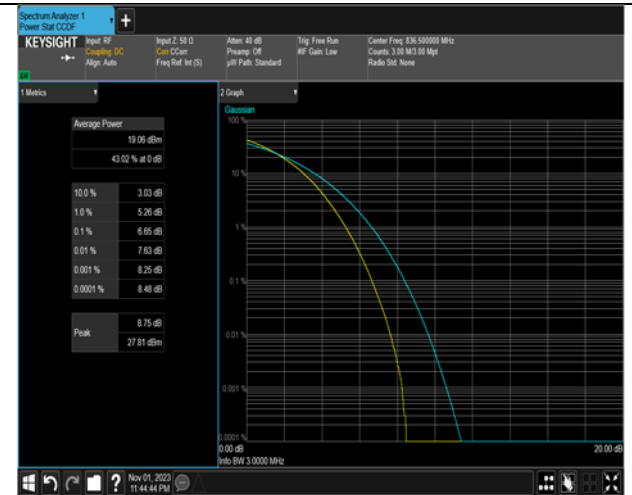 Spectrum Analyzer 1
Power Stat CCDF
+
KEYSIGHT
Input: RF
Coupling: DC
Align: Auto
Input Z: 50 Ω
Corr CCorr
Freq Ref: Int (S)
Atten: 40 dB
Preamp: Off
µW Path: Standard
Trig: Free Run
#IF Gain: Low
Center Freq: 836.500000 MHz
Counts: 3.00 M/3.00 Mpt
Radio Std: None
1 Metrics
Average Power
19.06 dBm
43.02 % at 0 dB
10.0 % 3.03 dB
1.0 % 5.26 dB
0.1 % 6.65 dB
0.01 % 7.63 dB
0.001 % 8.25 dB
0.0001 % 8.48 dB
Peak
8.75 dB
27.81 dBm
2 Graph
Gaussian
100 %
10 %
1 %
0.1 %
0.01 %
0.001 %
0.0001 %
0.00 dB
20.00 dB
Info BW 3.0000 MHz
?
Nov 01, 2023
11:44:44 PM